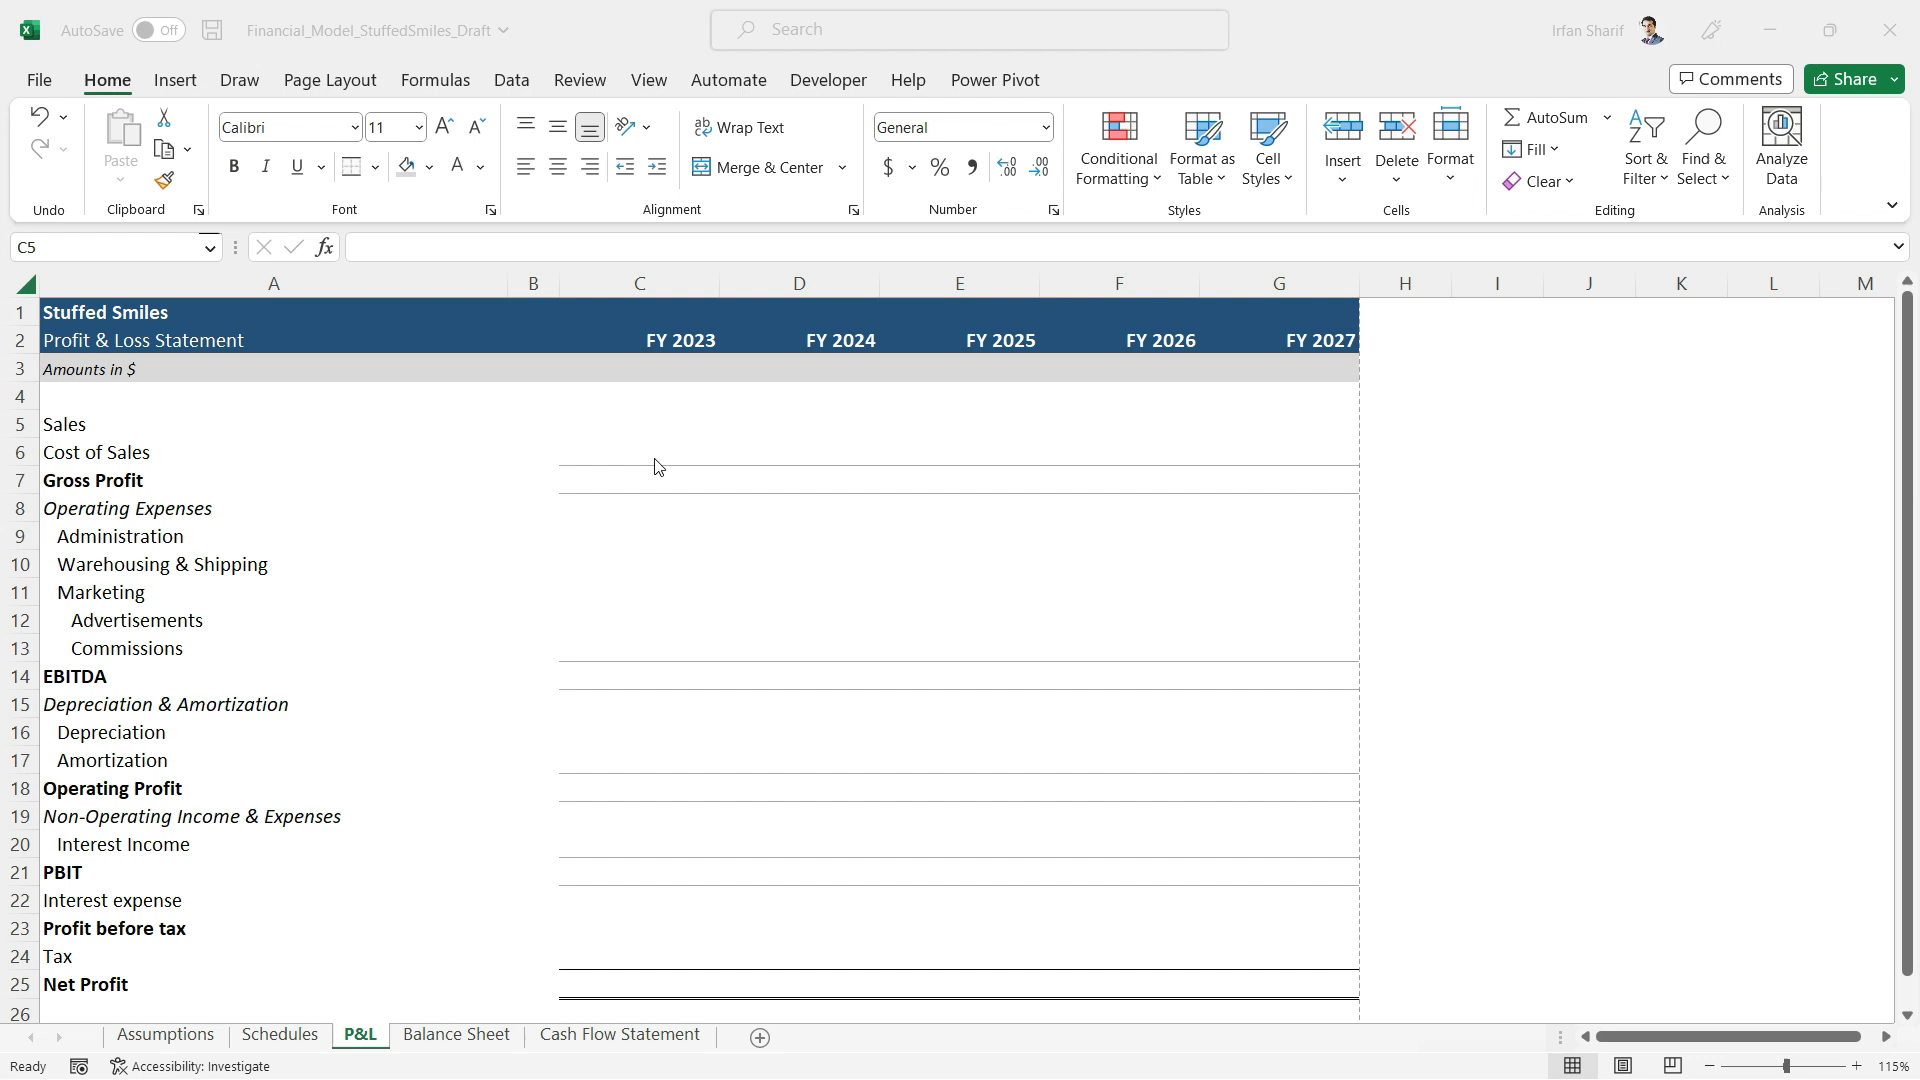 AutoSave Off Financial_Model_StuffedSmiles_Draft Search Irfan Sharif
File Home Insert Draw Page Layout Formulas Data Review View Automate Developer Help Power Pivot Comments Share
Calibri 11 Wrap Text General AutoSum
Paste Conditional Formatting Format as Table Cell Styles Insert Delete Format Fill Sort & Filter Find & Select Analyze Data
B I U A Merge & Center $ % Clear
Undo Clipboard Font Alignment Number Styles Cells Editing Analysis
C5 fx
A B C D E F G H I J K L M
1 Stuffed Smiles
2 Profit & Loss Statement FY 2023 FY 2024 FY 2025 FY 2026 FY 2027
3 Amounts in $
4
5 Sales
6 Cost of Sales
7 Gross Profit
8 Operating Expenses
9 Administration
10 Warehousing & Shipping
11 Marketing
12 Advertisements
13 Commissions
14 EBITDA
15 Depreciation & Amortization
16 Depreciation
17 Amortization
18 Operating Profit
19 Non-Operating Income & Expenses
20 Interest Income
21 PBIT
22 Interest expense
23 Profit before tax
24 Tax
25 Net Profit
26
Assumptions Schedules P&L Balance Sheet Cash Flow Statement
Ready Accessibility: Investigate 115%